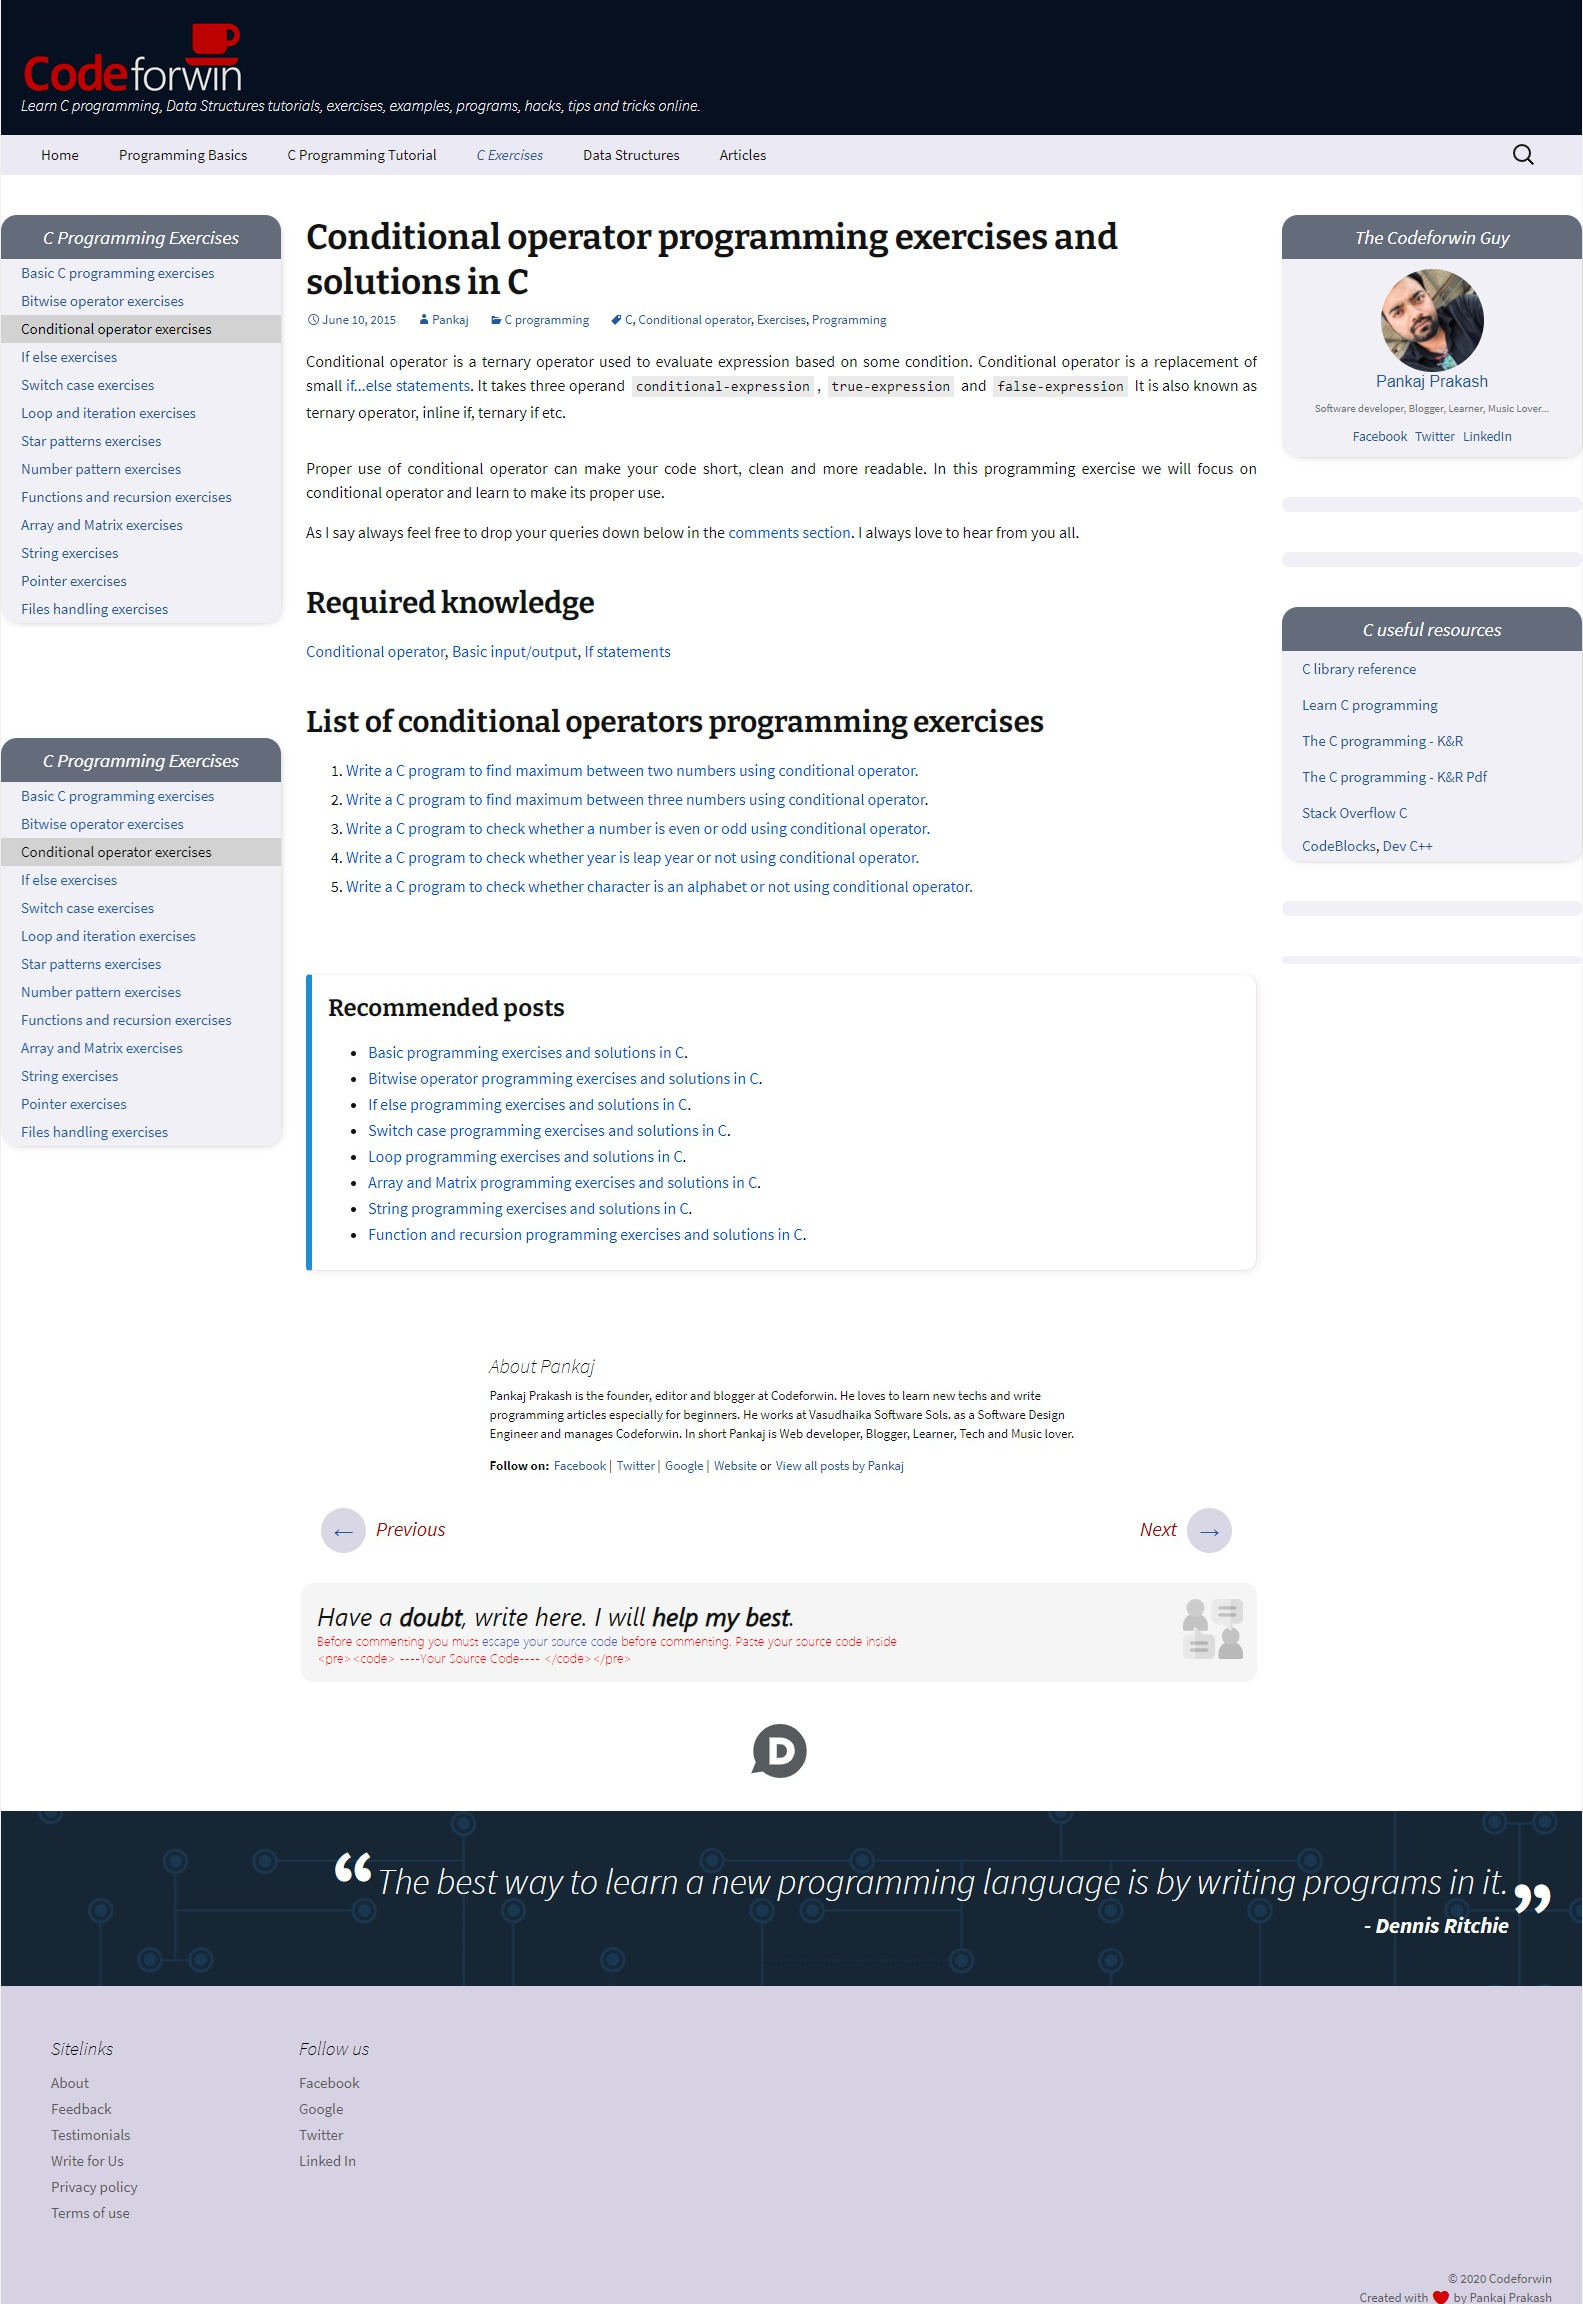 Codeforwin
Learn C programming, Data Structures tutorials, exercises, examples, programs, hacks, tips and tricks online.
Home Programming Basics C Programming Tutorial C Exercises Data Structures Articles
C Programming Exercises
Basic C programming exercises
Bitwise operator exercises
Conditional operator exercises
If else exercises
Switch case exercises
Loop and iteration exercises
Star patterns exercises
Number pattern exercises
Functions and recursion exercises
Array and Matrix exercises
String exercises
Pointer exercises
Files handling exercises
C Programming Exercises
Basic C programming exercises
Bitwise operator exercises
Conditional operator exercises
If else exercises
Switch case exercises
Loop and iteration exercises
Star patterns exercises
Number pattern exercises
Functions and recursion exercises
Array and Matrix exercises
String exercises
Pointer exercises
Files handling exercises
Conditional operator programming exercises and
solutions in C
June 10, 2015 Pankaj C programming C, Conditional operator, Exercises, Programming
Conditional operator is a ternary operator used to evaluate expression based on some condition. Conditional operator is a replacement of
small if...else statements. It takes three operand conditional-expression , true-expression and false-expression It is also known as
ternary operator, inline if, ternary if etc.
Proper use of conditional operator can make your code short, clean and more readable. In this programming exercise we will focus on
conditional operator and learn to make its proper use.
As I say always feel free to drop your queries down below in the comments section. I always love to hear from you all.
Required knowledge
Conditional operator, Basic input/output, If statements
List of conditional operators programming exercises
1. Write a C program to find maximum between two numbers using conditional operator.
2. Write a C program to find maximum between three numbers using conditional operator.
3. Write a C program to check whether a number is even or odd using conditional operator.
4. Write a C program to check whether year is leap year or not using conditional operator.
5. Write a C program to check whether character is an alphabet or not using conditional operator.
Recommended posts
• Basic programming exercises and solutions in C.
• Bitwise operator programming exercises and solutions in C.
• If else programming exercises and solutions in C.
• Switch case programming exercises and solutions in C.
• Loop programming exercises and solutions in C.
• Array and Matrix programming exercises and solutions in C.
• String programming exercises and solutions in C.
• Function and recursion programming exercises and solutions in C.
About Pankaj
Pankaj Prakash is the founder, editor and blogger at Codeforwin. He loves to learn new techs and write
programming articles especially for beginners. He works at Vasudhaika Software Sols. as a Software Design
Engineer and manages Codeforwin. In short Pankaj is Web developer, Blogger, Learner, Tech and Music lover.
Follow on: Facebook | Twitter | Google | Website or View all posts by Pankaj
← Previous
Next →
Have a doubt, write here. I will help my best.
Before commenting you must escape your source code before commenting. Paste your source code inside
<pre><code> ----Your Source Code---- </code></pre>
D
The Codeforwin Guy
Pankaj Prakash
Software developer, Blogger, Learner, Music Lover...
Facebook Twitter LinkedIn
C useful resources
C library reference
Learn C programming
The C programming - K&R
The C programming - K&R Pdf
Stack Overflow C
CodeBlocks, Dev C++
“The best way to learn a new programming language is by writing programs in it.”
- Dennis Ritchie
Sitelinks
About
Feedback
Testimonials
Write for Us
Privacy policy
Terms of use
Follow us
Facebook
Google
Twitter
Linked In
© 2020 Codeforwin
Created with ❤ by Pankaj Prakash